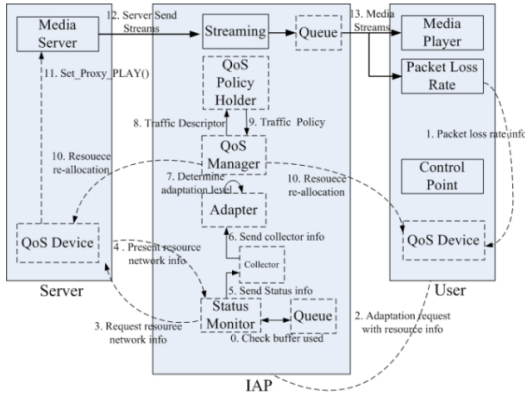 12. Server Send
Streams
13. Media
Streams
Media
Server
Streaming
Queue
Media
Player
11. Set_Proxy_PLAY()
QoS
Policy
Holder
Packet Loss
Rate
8. Traffic Descriptor
9. Traffic Policy
1. Packet loss rate info
10. Resouece
re-allocation
QoS
Manager
7. Determine
adaptation level
10. Resouece
re-allocation
Control
Point
Adapter
QoS Device
4 . Present resource
network info
6. Send collector info
Collector
QoS Device
Server
5. Send Status info
User
3. Request resouree
network info
Status
Monitor
Queue
0. Check buffer used
2. Adaptation request
with resource info
IAP